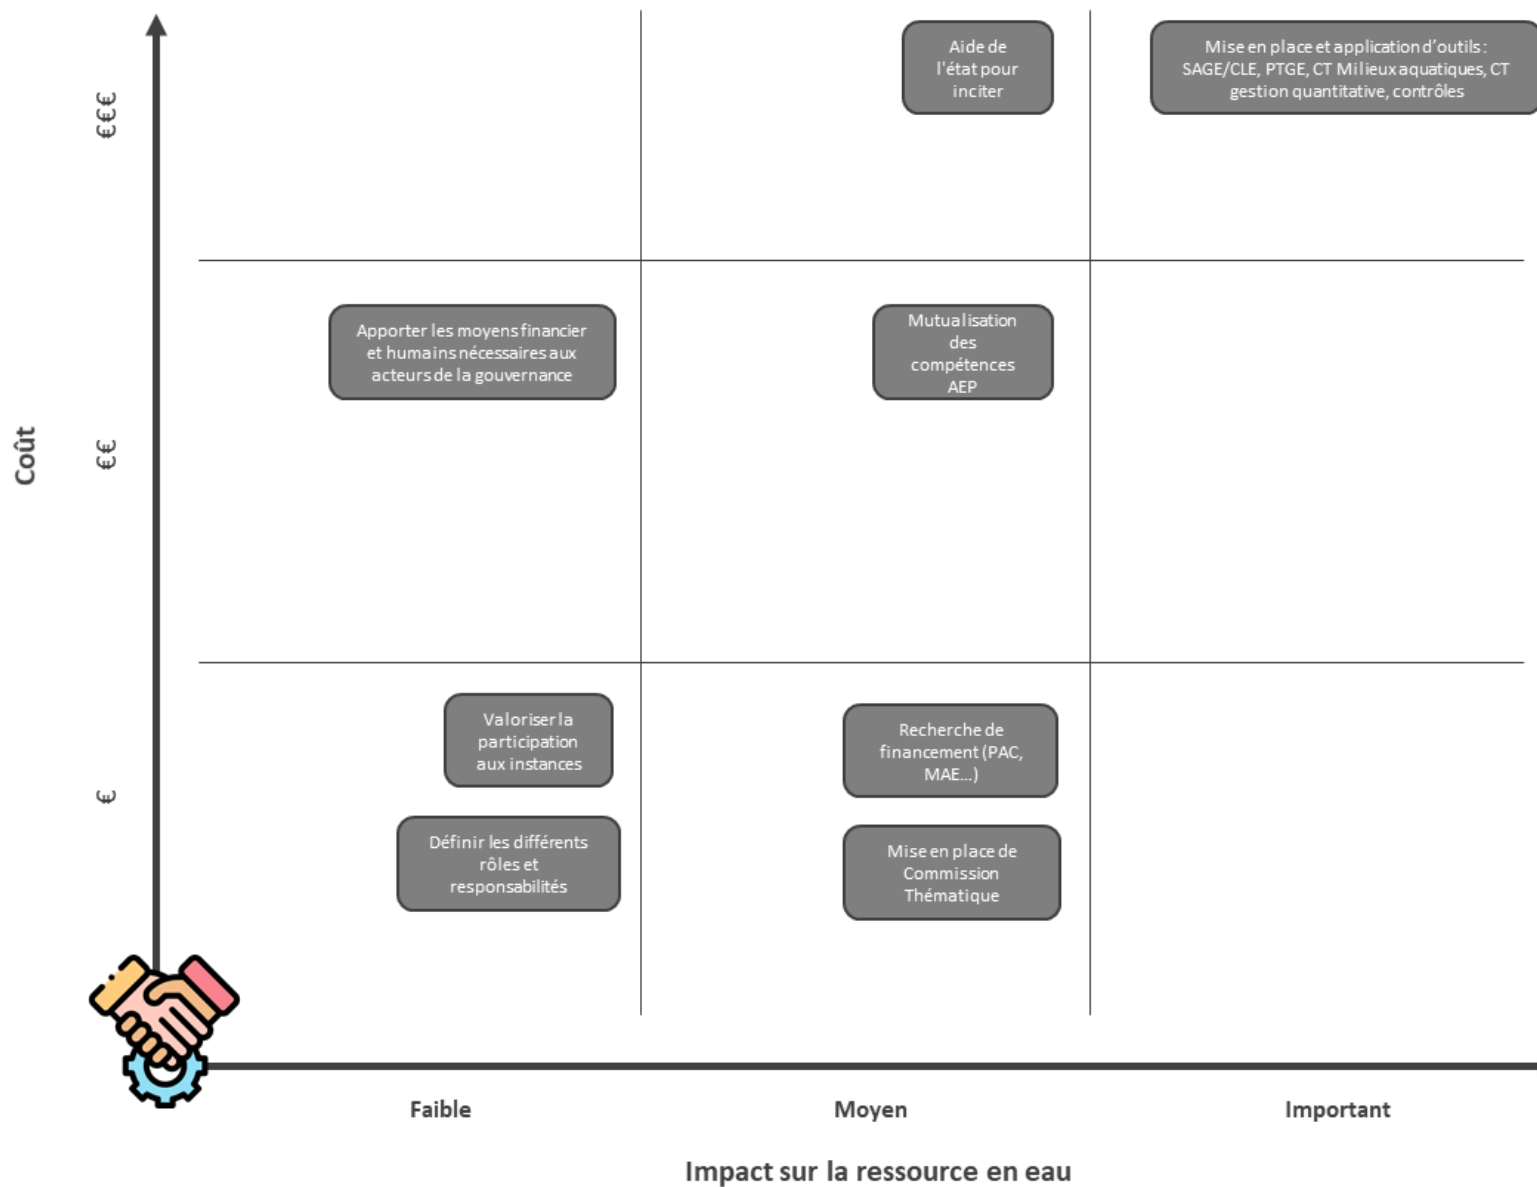 Coût
€€€
€€
€
Aide de
l'état pour
inciter
Mise en place et application d'outils :
SAGE/CLE, PTGE, CT Milieux aquatiques, CT
gestion quantitative, contrôles
Apporter les moyens financier
et humains nécessaires aux
acteurs de la gouvernance
Mutualisation
des
compétences
AEP
Valoriser la
participation
aux instances
Recherche de
financement (PAC,
MAE...)
Définir les différents
rôles et
responsabilités
Mise en place de
Commission
Thématique
Faible
Moyen
Important
Impact sur la ressource en eau